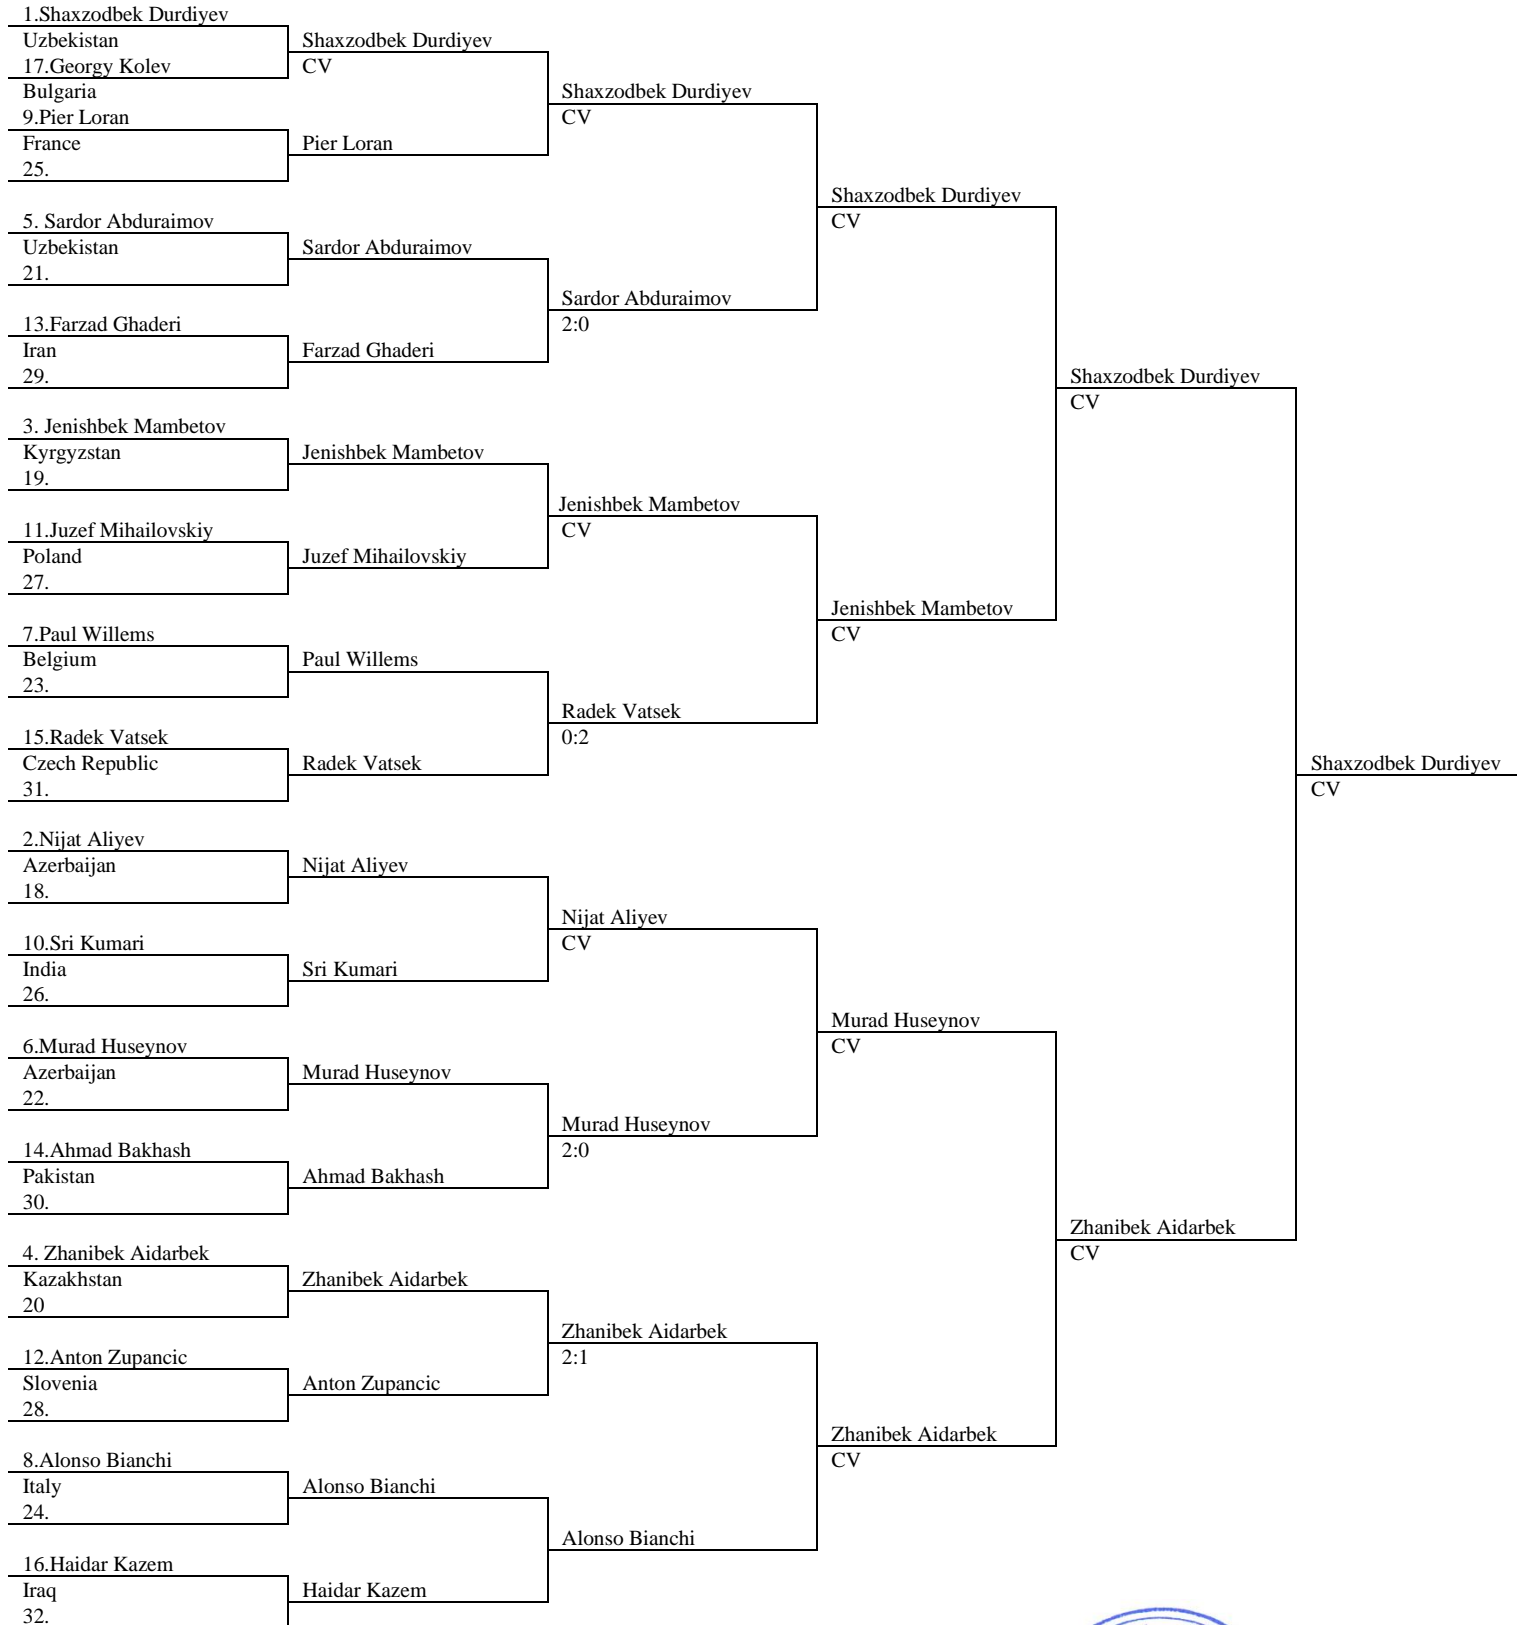 1.Shaxzodbek Durdiyev
Uzbekistan
17.Georgy Kolev
Bulgaria
9.Pier Loran
France
25.
5. Sardor Abduraimov
Uzbekistan
21.
13.Farzad Ghaderi
Iran
29.
3. Jenishbek Mambetov
Kyrgyzstan
19.
11.Juzef Mihailovskiy
Poland
27.
7.Paul Willems
Belgium
23.
15.Radek Vatsek
Czech Republic
31.
2.Nijat Aliyev
Azerbaijan
18.
10.Sri Kumari
India
26.
6.Murad Huseynov
Azerbaijan
22.
14.Ahmad Bakhash
Pakistan
30.
4. Zhanibek Aidarbek
Kazakhstan
20
12.Anton Zupancic
Slovenia
28.
8.Alonso Bianchi
Italy
24.
16.Haidar Kazem
Iraq
32.
Shaxzodbek Durdiyev
CV
Pier Loran
Sardor Abduraimov
Farzad Ghaderi
Jenishbek Mambetov
Juzef Mihailovskiy
Paul Willems
Radek Vatsek
Nijat Aliyev
Sri Kumari
Murad Huseynov
Ahmad Bakhash
Zhanibek Aidarbek
Anton Zupancic
Alonso Bianchi
Haidar Kazem
Shaxzodbek Durdiyev
CV
Sardor Abduraimov
2:0
Jenishbek Mambetov
CV
Radek Vatsek
0:2
Nijat Aliyev
CV
Murad Huseynov
2:0
Zhanibek Aidarbek
2:1
Alonso Bianchi
Shaxzodbek Durdiyev
CV
Jenishbek Mambetov
CV
Murad Huseynov
CV
Zhanibek Aidarbek
CV
Shaxzodbek Durdiyev
CV
Zhanibek Aidarbek
CV
Shaxzodbek Durdiyev
CV